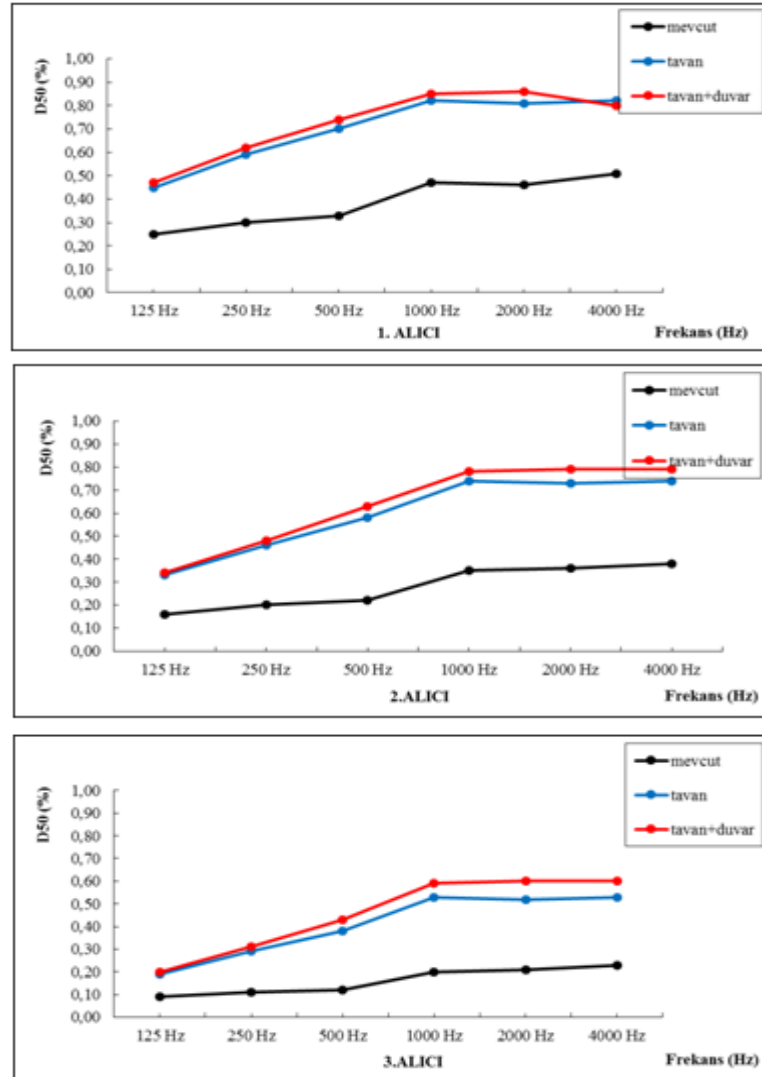 D50 (%)
1,00
0,90
0,80
0,70
0,60
0,50
0,40
0,30
0,20
0,10
0,00
mevcut
tavan
tavan+duvar
125 Hz 250 Hz 500 Hz 1000 Hz 2000 Hz 4000 Hz
1. ALICI Frekans (Hz)
D50 (%)
1,00
0,90
0,80
0,70
0,60
0,50
0,40
0,30
0,20
0,10
0,00
mevcut
tavan
tavan+duvar
125 Hz 250 Hz 500 Hz 1000 Hz 2000 Hz 4000 Hz
2.ALICI Frekans (Hz)
D50 (%)
1,00
0,90
0,80
0,70
0,60
0,50
0,40
0,30
0,20
0,10
0,00
mevcut
tavan
tavan+duvar
125 Hz 250 Hz 500 Hz 1000 Hz 2000 Hz 4000 Hz
3.ALICI Frekans (Hz)